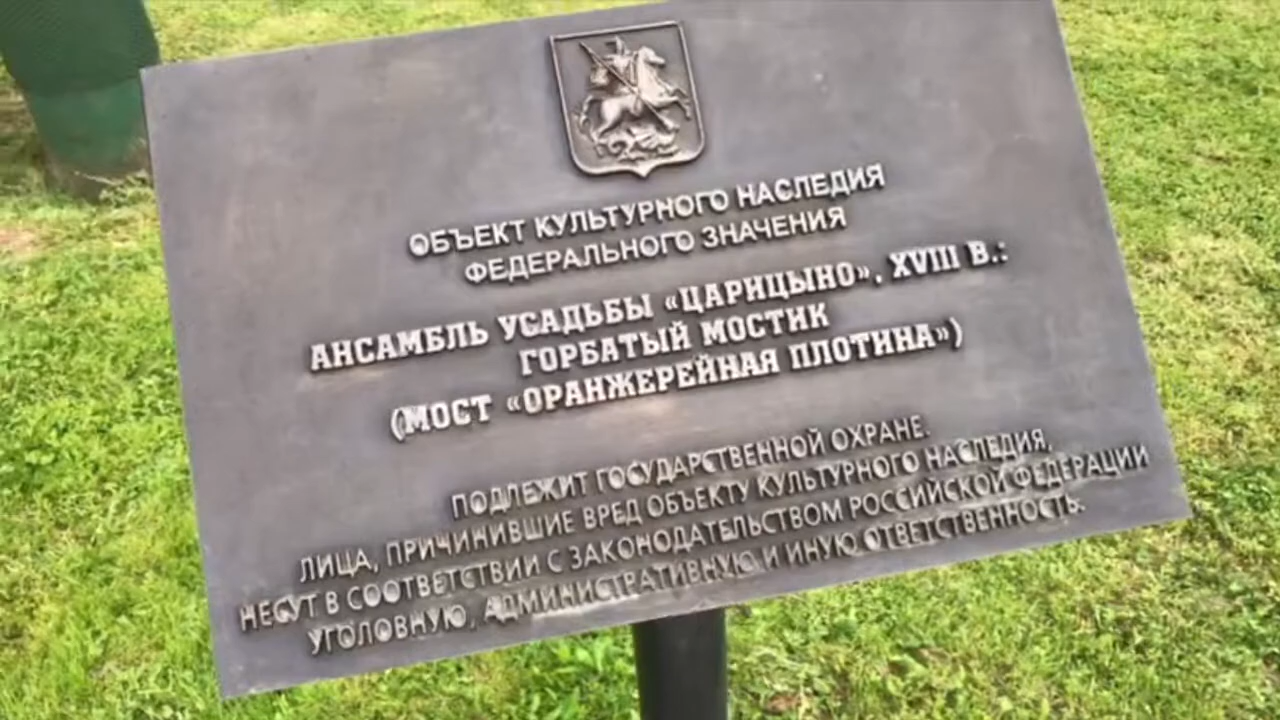 ОБЪЕКТ КУЛЬТУРНОГО НАСЛЕДИЯ
ФЕДЕРАЛЬНОГО ЗНАЧЕНИЯ
АНСАМБЛЬ УСАДЬБЫ «ЦАРИЦЫНО», XVIII В.:
ГОРБАТЫЙ МОСТИК
(МОСТ «ОРАНЖЕРЕЙНАЯ ПЛОТИНА»)
ПОДЛЕЖИТ ГОСУДАРСТВЕННОЙ ОХРАНЕ.
ЛИЦА, ПРИЧИНИВШИЕ ВРЕД ОБЪЕКТУ КУЛЬТУРНОГО НАСЛЕДИЯ,
НЕСУТ В СООТВЕТСТВИИ С ЗАКОНОДАТЕЛЬСТВОМ РОССИЙСКОЙ ФЕДЕРАЦИИ
УГОЛОВНУЮ, АДМИНИСТРАТИВНУЮ И ИНУЮ ОТВЕТСТВЕННОСТЬ.